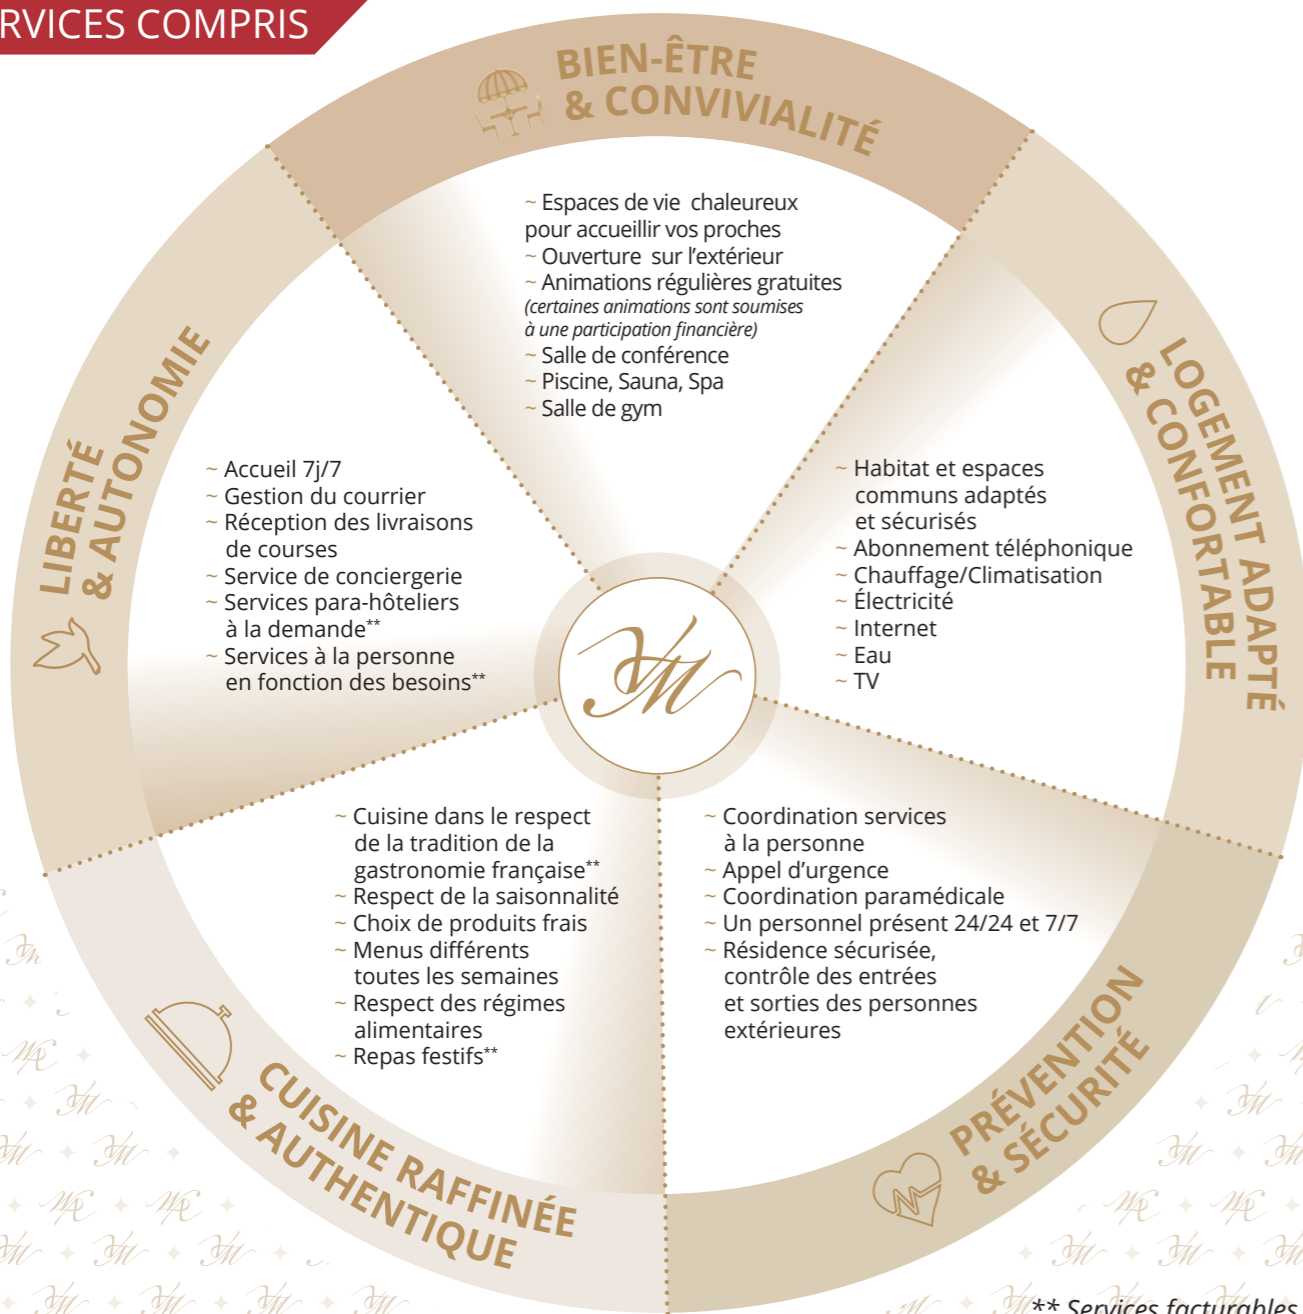 RVICES COMPRIS
BIEN-ÊTRE
& CONVIVIALITÉ
~ Espaces de vie chaleureux
pour accueillir vos proches
~ Ouverture sur l’extérieur
~ Animations régulières gratuites
(certaines animations sont soumises
à une participation financière)
~ Salle de conférence
~ Piscine, Sauna, Spa
~ Salle de gym
LOGEMENT ADAPTÉ
& CONFORTABLE
~ Habitat et espaces
communs adaptés
et sécurisés
~ Abonnement téléphonique
~ Chauffage/Climatisation
~ Électricité
~ Internet
~ Eau
~ TV
LIBERTÉ
& AUTONOMIE
~ Accueil 7j/7
~ Gestion du courrier
~ Réception des livraisons
de courses
~ Service de conciergerie
~ Services para-hôteliers
à la demande**
~ Services à la personne
en fonction des besoins**
~ Cuisine dans le respect
de la tradition de la
gastronomie française**
~ Respect de la saisonnalité
~ Choix de produits frais
~ Menus différents
toutes les semaines
~ Respect des régimes
alimentaires
~ Repas festifs**
CUISINE RAFFINÉE
& AUTHENTIQUE
~ Coordination services
à la personne
~ Appel d’urgence
~ Coordination paramédicale
~ Un personnel présent 24/24 et 7/7
~ Résidence sécurisée,
contrôle des entrées
et sorties des personnes
extérieures
PRÉVENTION
& SÉCURITÉ
** Services facturables